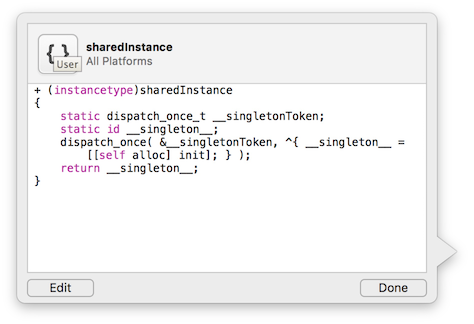 { }
User
sharedInstance
All Platforms
+ (instancetype)sharedInstance
{
    static dispatch_once_t __singletonToken;
    static id __singleton__;
    dispatch_once( &__singletonToken, ^{ __singleton__ =
        [[self alloc] init]; } );
    return __singleton__;
}
Edit
Done